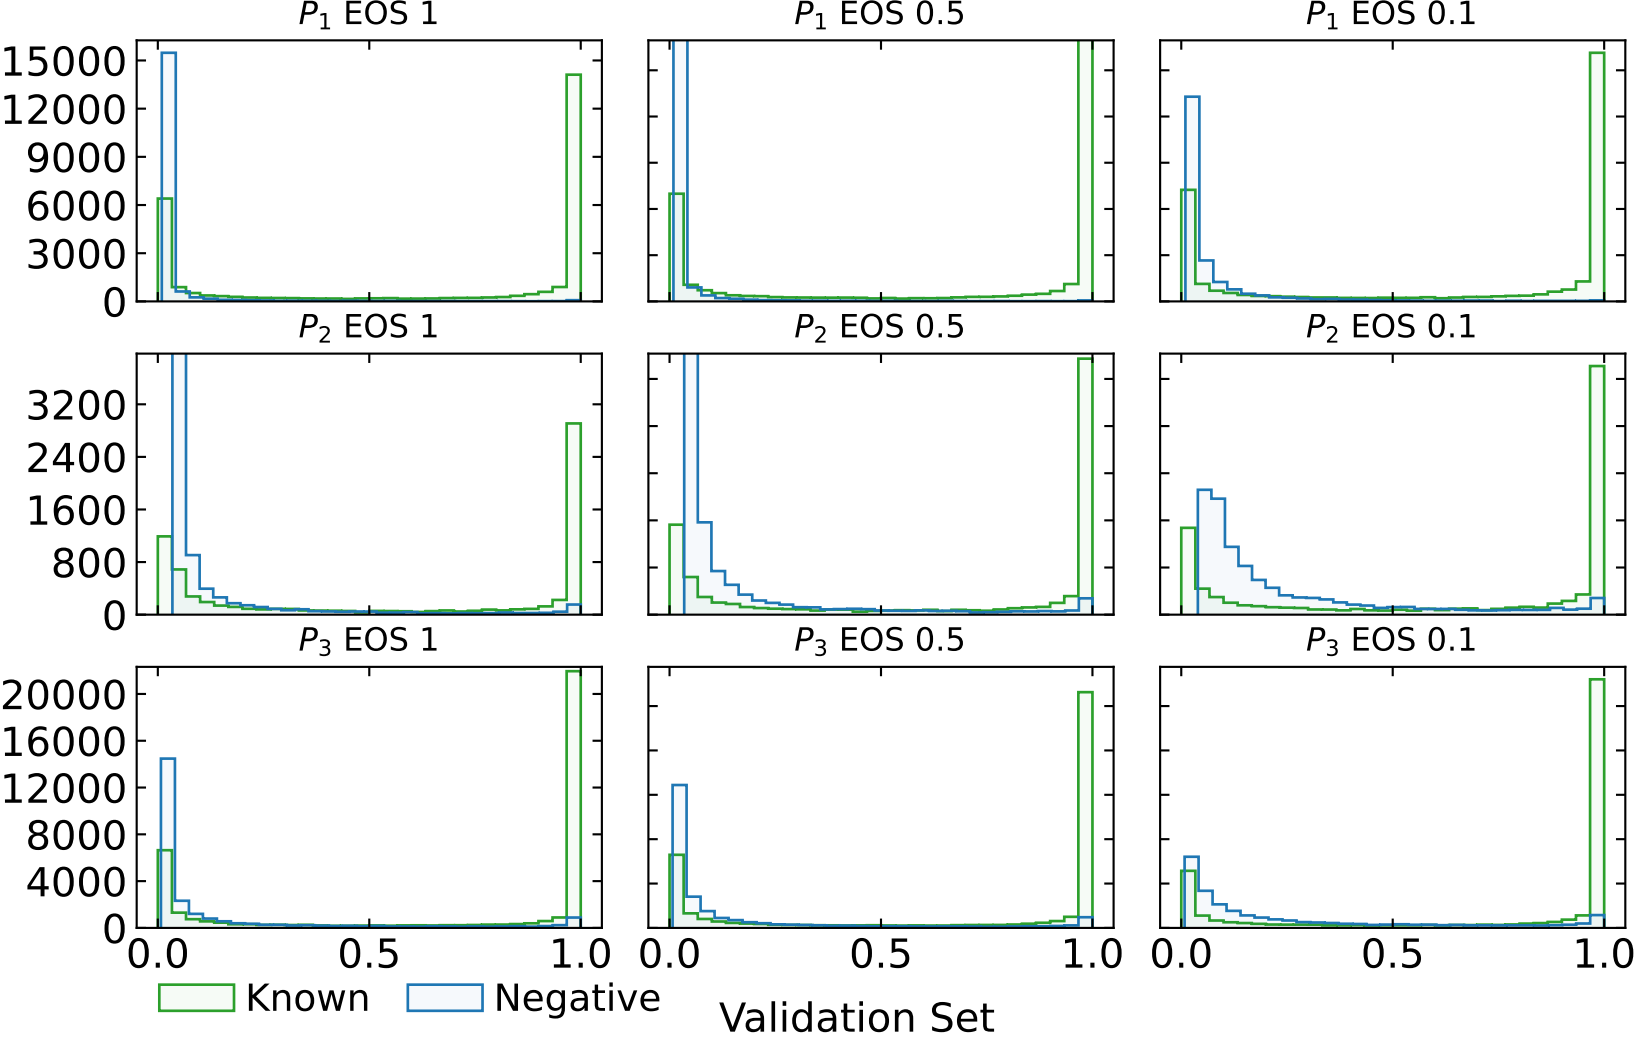 P1 EOS 1
P1 EOS 0.5
P1 EOS 0.1
15000
12000
9000
6000
3000
0
P2 EOS 1
P2 EOS 0.5
P2 EOS 0.1
3200
2400
1600
800
0
P3 EOS 1
P3 EOS 0.5
P3 EOS 0.1
20000
16000
12000
8000
4000
0
0.0 0.5 1.0
0.0 0.5 1.0
0.0 0.5 1.0
Known Negative
Validation Set